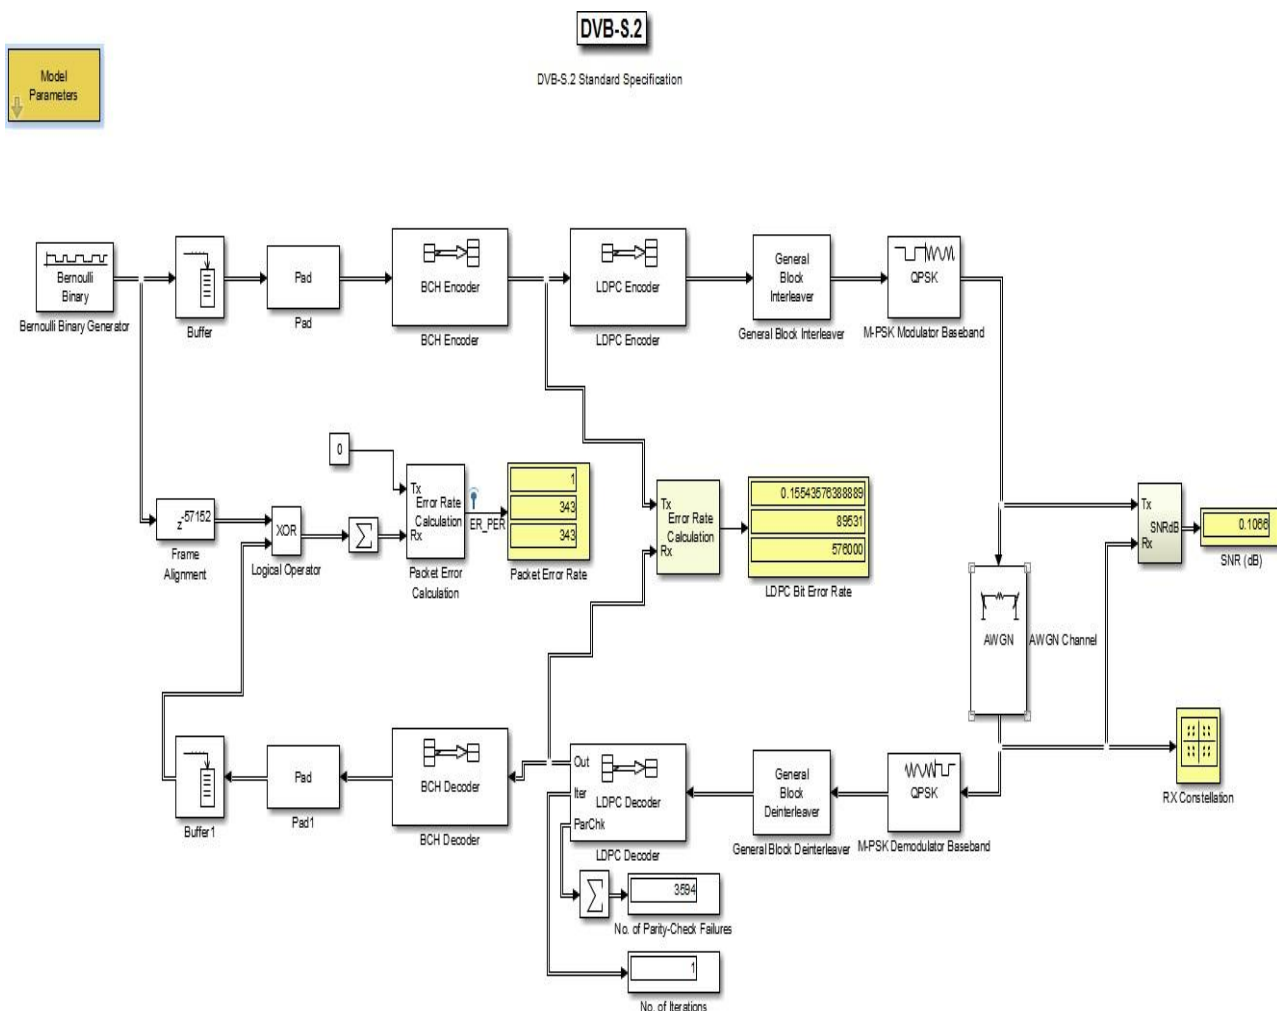 DVB-S.2
DVB-S.2 Standard Specification
Model
Parameters
Bernoulli
Binary
Bernoulli Binary Generator
Buffer
Pad
Pad
BCH Encoder
BCH Encoder
LDPC Encoder
LDPC Encoder
General
Block
Interleaver
General Block Interleaver
QPSK
M-PSK Modulator Baseband
z-57152
Frame
Alignment
XOR
Logical Operator
0
Σ
Tx
Error Rate
Calculation
Rx
Packet Error
Calculation
ER_PER
1
343
343
Packet Error Rate
Tx
Error Rate
Calculation
Rx
0.15543576388889
89531
576000
LDPC Bit Error Rate
Tx
SNRdB
Rx
0.1066
SNR (dB)
AWGN
AWGN Channel
RX Constellation
Buffer1
Pad
Pad1
BCH Decoder
BCH Decoder
Out
Iter
LDPC Decoder
ParChk
LDPC Decoder
General
Block
Deinterleaver
General Block Deinterleaver
QPSK
M-PSK Demodulator Baseband
Σ
3594
No. of Parity-Check Failures
1
No. of Iterations